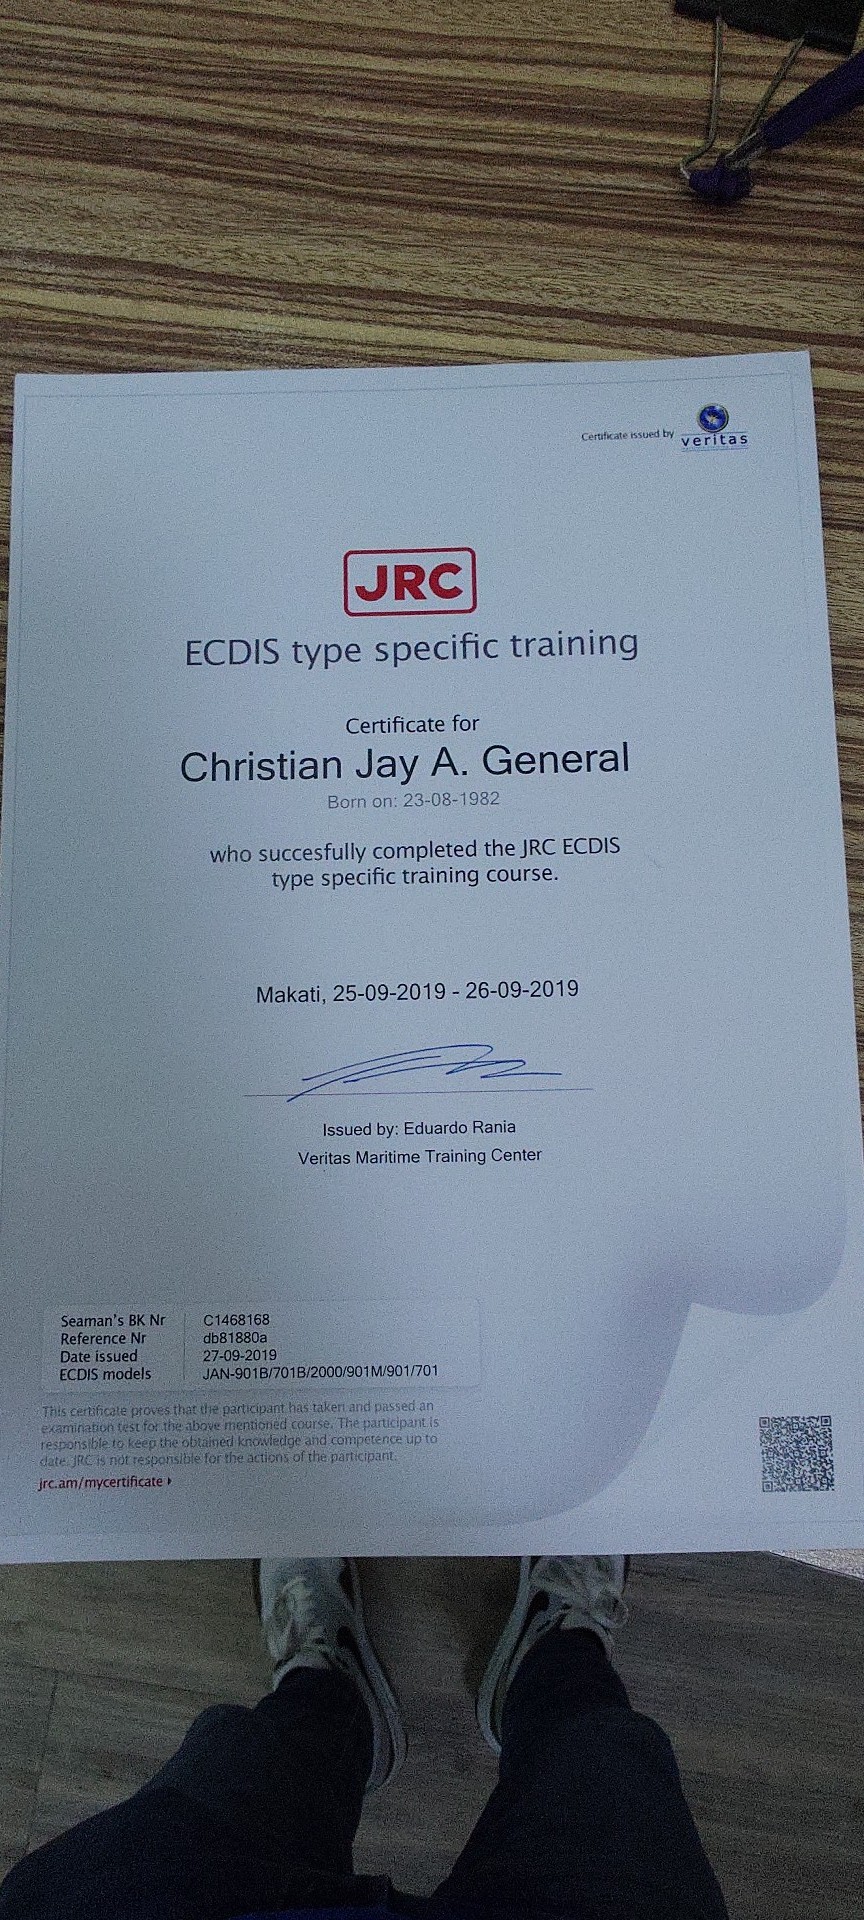 Certificate issued by veritas
JRC
ECDIS type specific training
Certificate for
Christian Jay A. General
Born on: 23-08-1982
who succesfully completed the JRC ECDIS
type specific training course.
Makati, 25-09-2019 - 26-09-2019
Issued by: Eduardo Rania
Veritas Maritime Training Center
Seaman's BK Nr C1468168
Reference Nr db81880a
Date issued 27-09-2019
ECDIS models JAN-901B/701B/2000/901M/901/701
This certificate proves that the participant has taken and passed an
examination test for the above mentioned course. The participant is
responsible to keep the obtained knowledge and competence up to
date. JRC is not responsible for the actions of the participant.
jrc.am/mycertificate